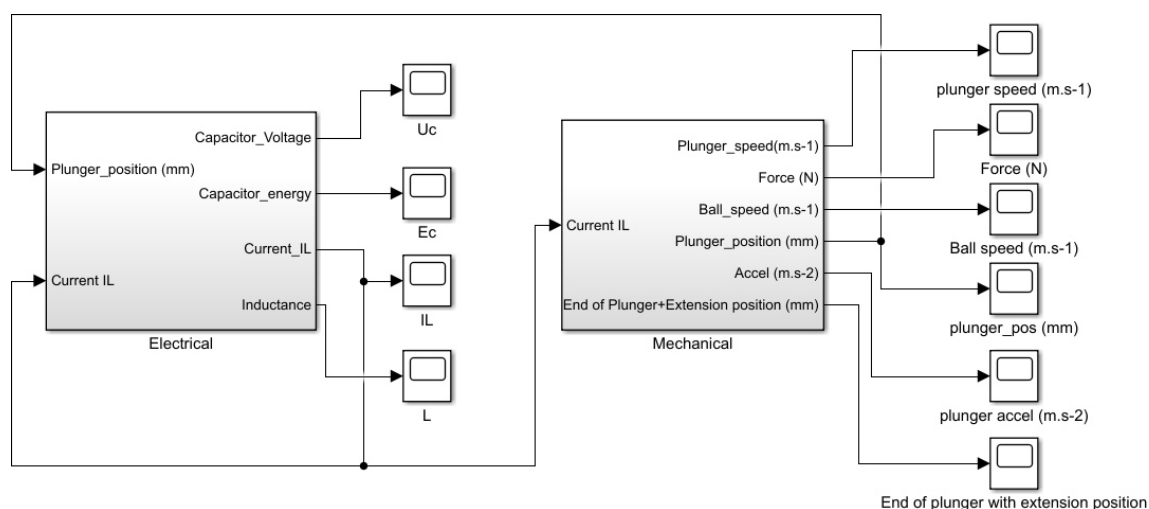 Capacitor_Voltage
Plunger_position (mm)
Capacitor_energy
Current_IL
Current IL
Inductance
Electrical
Uc
Ec
IL
L
Plunger_speed(m.s-1)
Force (N)
Ball_speed (m.s-1)
Current IL
Plunger_position (mm)
Accel (m.s-2)
End of Plunger+Extension position (mm)
Mechanical
plunger speed (m.s-1)
Force (N)
Ball speed (m.s-1)
plunger_pos (mm)
plunger accel (m.s-2)
End of plunger with extension position